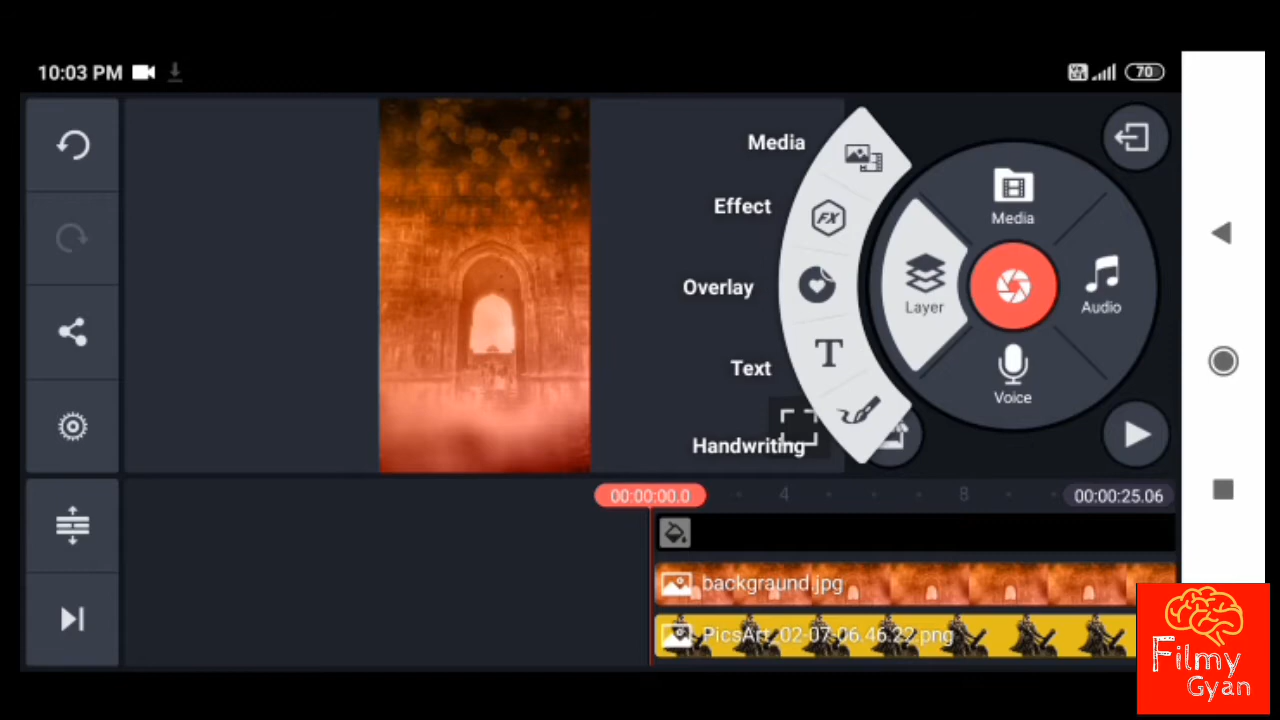 10:03 PM
70
Media
Effect
Overlay
Text
Handwriting
FX
T
Media
Layer
Audio
Voice
00:00:00.0
4
8
00:00:25.06
backgraund.jpg
PicsArt_02-07-06.46.22.png
Filmy
Gyan